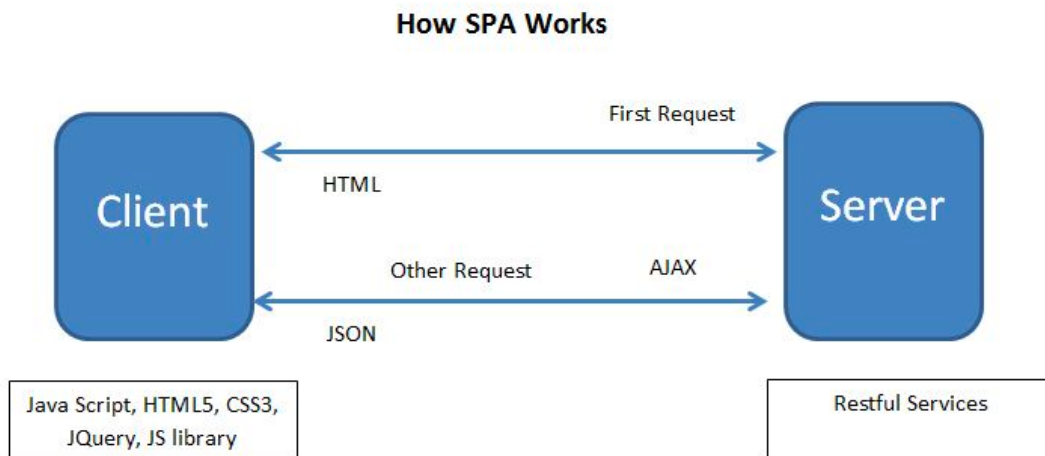 How SPA Works
First Request
HTML
Client
Server
Other Request
AJAX
JSON
Java Script, HTML5, CSS3,
JQuery, JS library
Restful Services